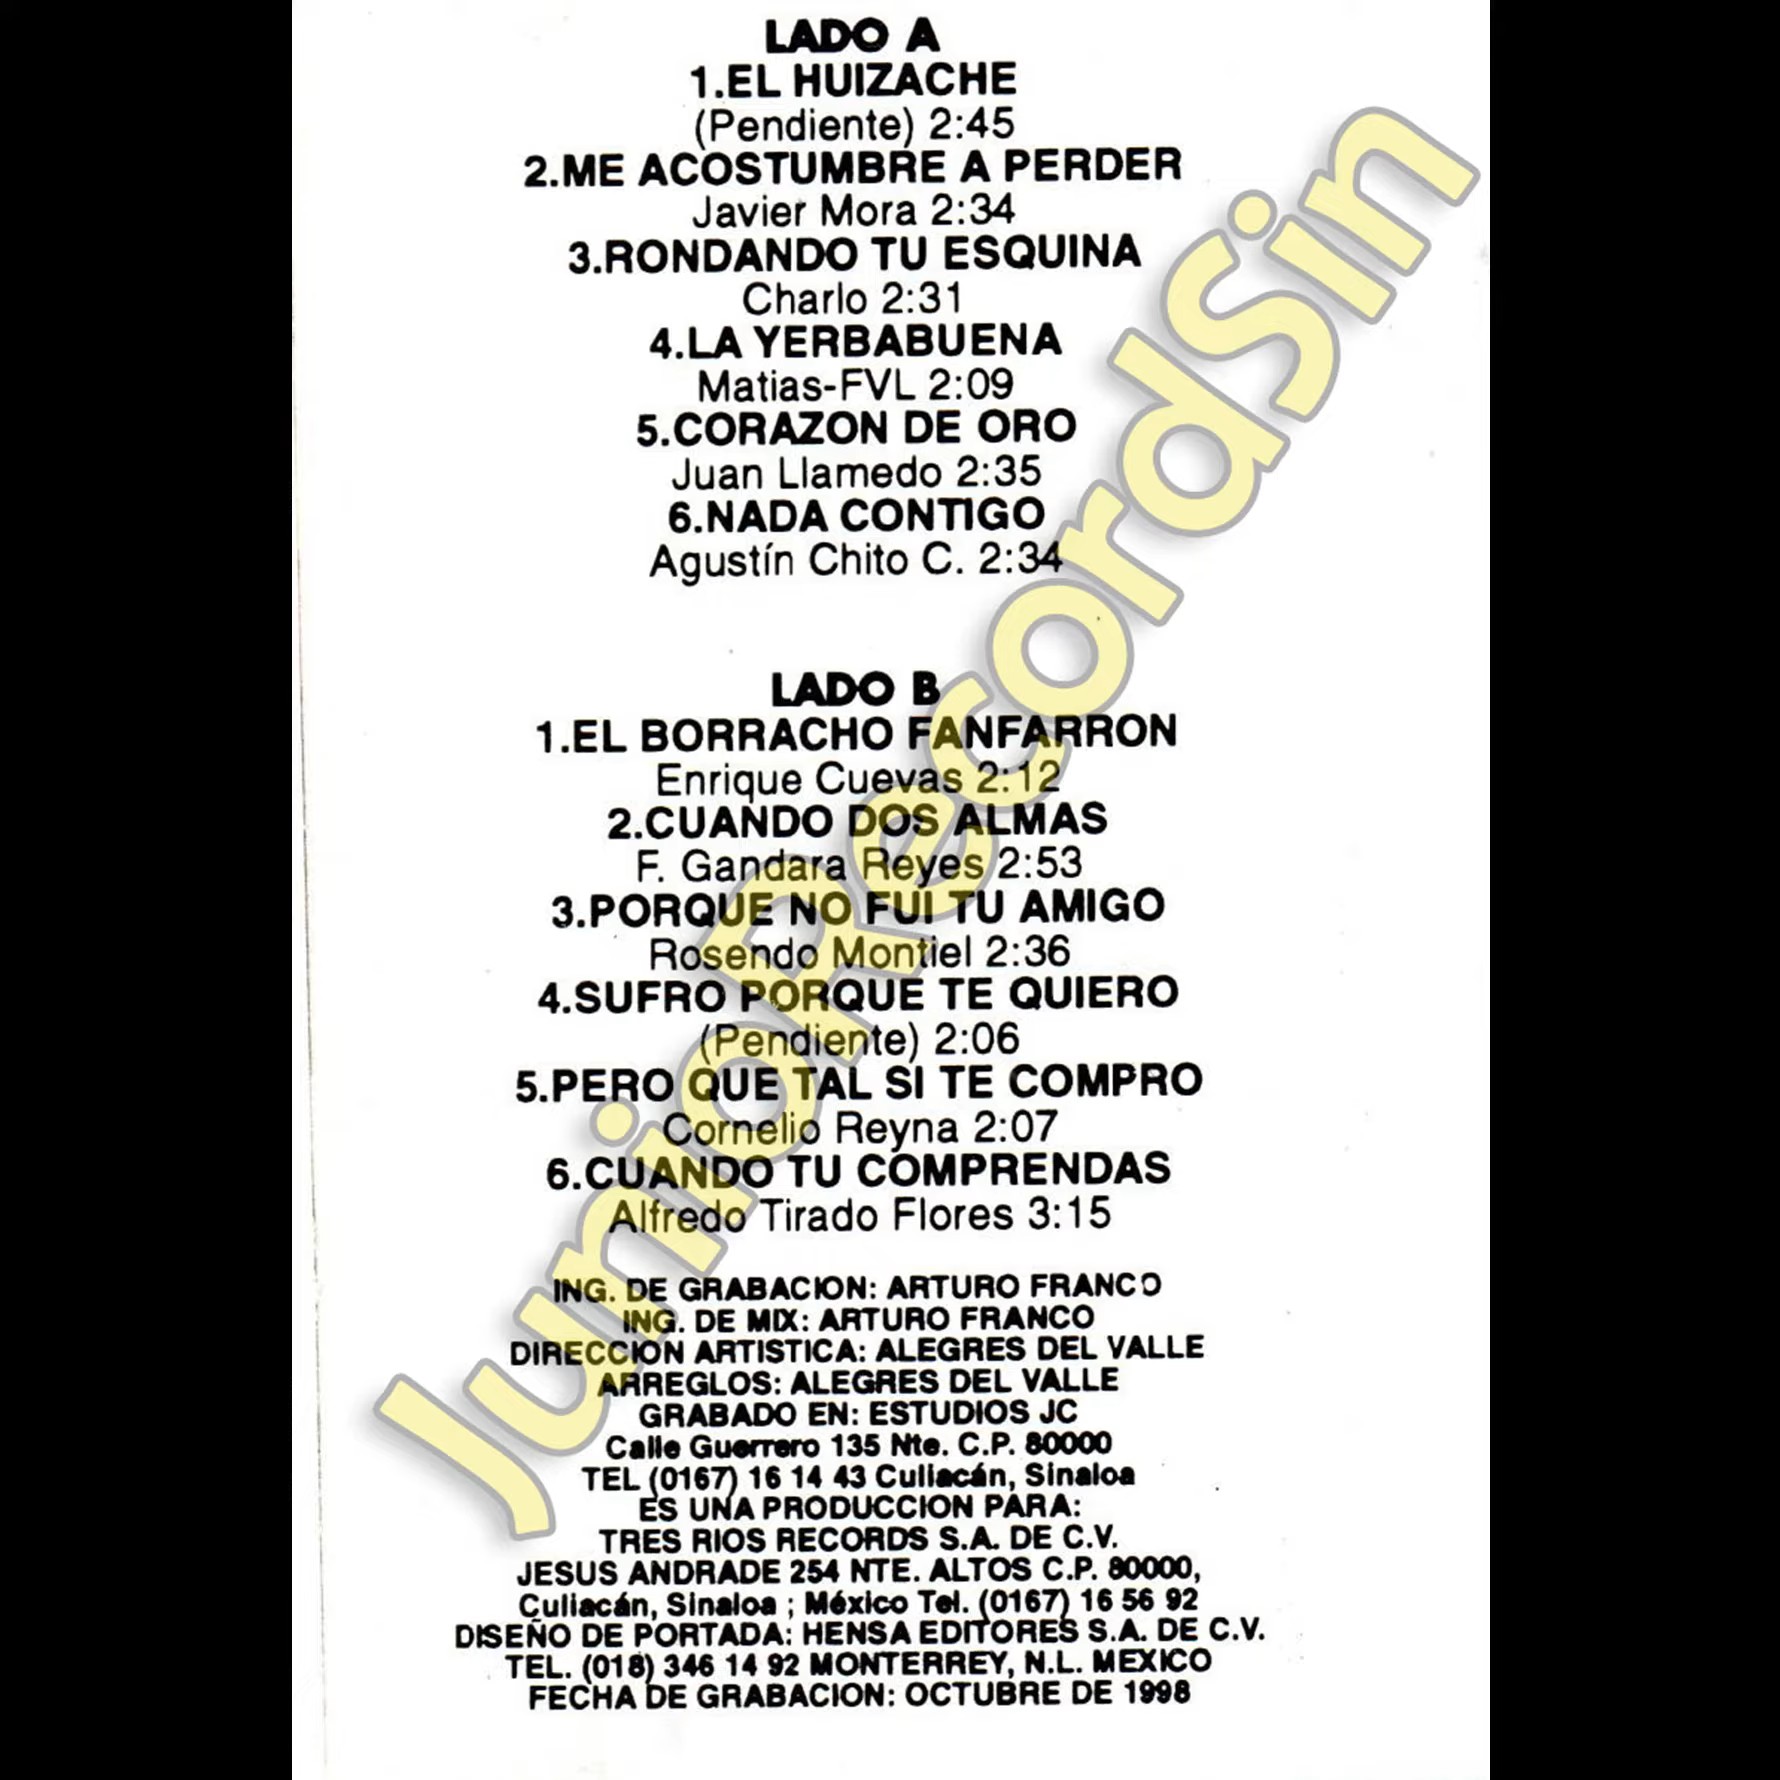 LADO A
1.EL HUIZACHE
(Pendiente) 2:45
2.ME ACOSTUMBRE A PERDER
Javier Mora 2:34
3.RONDANDO TU ESQUINA
Charlo 2:31
4.LA YERBABUENA
Matias-FVL 2:09
5.CORAZON DE ORO
Juan Llamedo 2:35
6.NADA CONTIGO
Agustín Chito C. 2:34
LADO B
1.EL BORRACHO FANFARRON
Enrique Cuevas 2:12
2.CUANDO DOS ALMAS
F. Gandara Reyes 2:53
3.PORQUE NO FUI TU AMIGO
Rosendo Montiel 2:36
4.SUFRO PORQUE TE QUIERO
(Pendiente) 2:06
5.PERO QUE TAL SI TE COMPRO
Cornelio Reyna 2:07
6.CUANDO TU COMPRENDAS
Alfredo Tirado Flores 3:15
ING. DE GRABACION: ARTURO FRANCO
ING. DE MIX: ARTURO FRANCO
DIRECCION ARTISTICA: ALEGRES DEL VALLE
ARREGLOS: ALEGRES DEL VALLE
GRABADO EN: ESTUDIOS JC
Calle Guerrero 135 Nte. C.P. 80000
TEL (0167) 16 14 43 Culiacán, Sinaloa
ES UNA PRODUCCION PARA:
TRES RIOS RECORDS S.A. DE C.V.
JESUS ANDRADE 254 NTE. ALTOS C.P. 80000,
Culiacán, Sinaloa ; México Tel. (0167) 16 56 92
DISEÑO DE PORTADA: HENSA EDITORES S.A. DE C.V.
TEL. (018) 346 14 92 MONTERREY, N.L. MEXICO
FECHA DE GRABACION: OCTUBRE DE 1998
JunioRecordSin